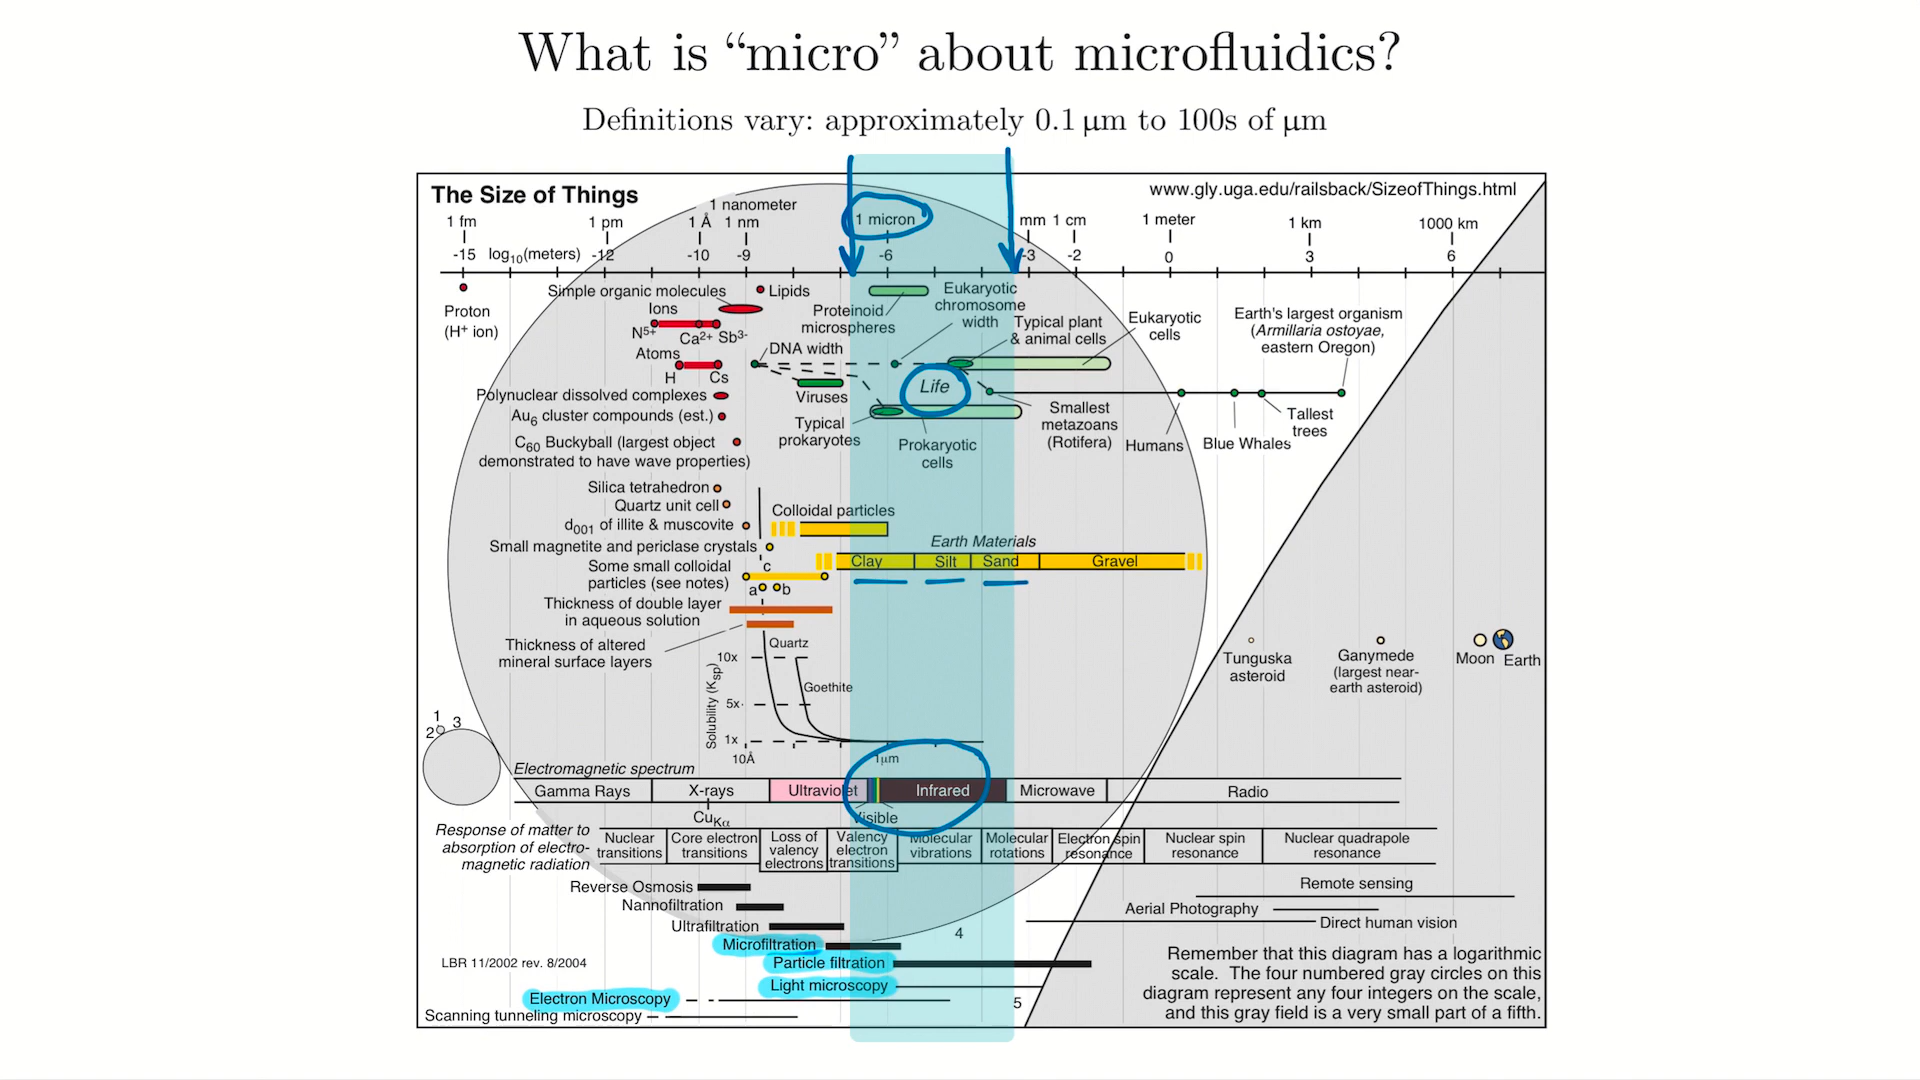 What is “micro” about microfluidics?
Definitions vary: approximately 0.1 μm to 100s of μm
The Size of Things
www.gly.uga.edu/railsback/SizeofThings.html
1 nanometer
1 fm 1 pm 1 Å 1 nm 1 micron mm 1 cm 1 meter 1 km 1000 km
-15 log10(meters) -12 -10 -9 -6 -3 -2 0 3 6
Proton
(H+ ion)
Simple organic molecules
Lipids
Ions
N5+ Ca2+ Sb3-
Atoms
H Cs
DNA width
Proteinoid
microspheres
Eukaryotic
chromosome
width
Typical plant
& animal cells
Eukaryotic
cells
Earth's largest organism
(Armillaria ostoyae,
eastern Oregon)
Polynuclear dissolved complexes
Au6 cluster compounds (est.)
C60 Buckyball (largest object
demonstrated to have wave properties)
Viruses
Life
Typical
prokaryotes
Prokaryotic
cells
Smallest
metazoans
(Rotifera)
Humans
Blue Whales
Tallest
trees
Silica tetrahedron
Quartz unit cell
d001 of illite & muscovite
Small magnetite and periclase crystals
Some small colloidal
particles (see notes)
c
a b
Colloidal particles
Earth Materials
Clay Silt Sand Gravel
Thickness of double layer
in aqueous solution
Thickness of altered
mineral surface layers
Quartz
Goethite
Solubility (Ksp)
10x
5x
1x
10Å 1μm
Tunguska
asteroid
Ganymede
(largest near-
earth asteroid)
Moon Earth
1
2 3
Electromagnetic spectrum
Gamma Rays X-rays Ultraviolet Infrared Microwave Radio
CuKα Visible
Response of matter to
absorption of electro-
magnetic radiation
Nuclear
transitions
Core electron
transitions
Loss of
valency
electrons
Valency
electron
transitions
Molecular
vibrations
Molecular
rotations
Electron spin
resonance
Nuclear spin
resonance
Nuclear quadrapole
resonance
Reverse Osmosis
Nannofiltration
Ultrafiltration
Microfiltration
Particle filtration
Light microscopy
Electron Microscopy
Scanning tunneling microscopy
LBR 11/2002 rev. 8/2004
4
5
Remote sensing
Aerial Photography
Direct human vision
Remember that this diagram has a logarithmic
scale. The four numbered gray circles on this
diagram represent any four integers on the scale,
and this gray field is a very small part of a fifth.